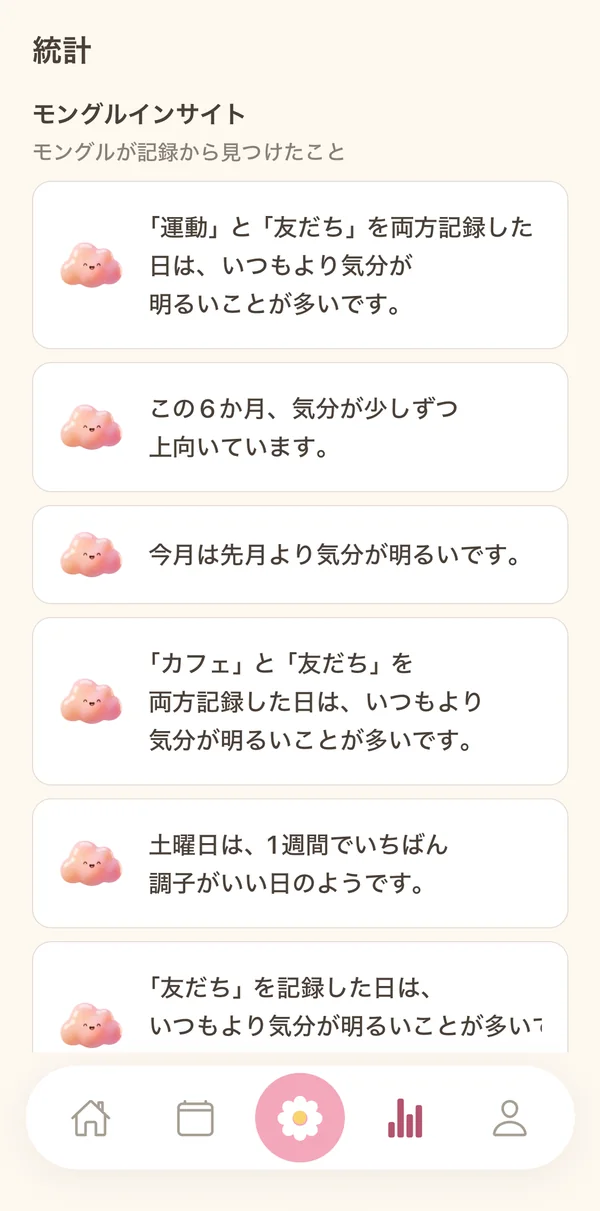 統計
モングルインサイト
モングルが記録から見つけたこと
「運動」と「友だち」を両方記録した
日は、いつもより気分が
明るいことが多いです。
この6か月、気分が少しずつ
上向いています。
今月は先月より気分が明るいです。
「カフェ」と「友だち」を
両方記録した日は、いつもより
気分が明るいことが多いです。
土曜日は、1週間でいちばん
調子がいい日のようです。
「友だち」を記録した日は、
いつもより気分が明るいことが多い